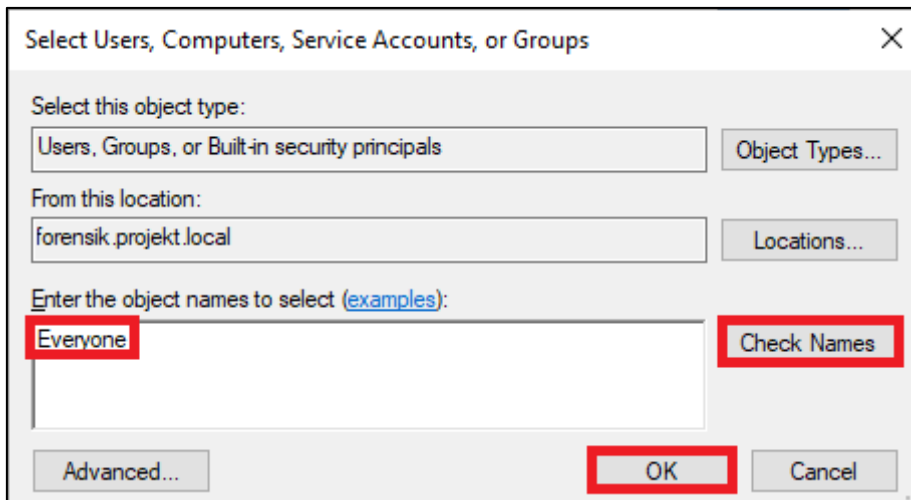 Select Users, Computers, Service Accounts, or Groups
Select this object type:
Users, Groups, or Built-in security principals
Object Types...
From this location:
forensik.projekt.local
Locations...
Enter the object names to select (examples):
Everyone
Check Names
Advanced...
OK
Cancel